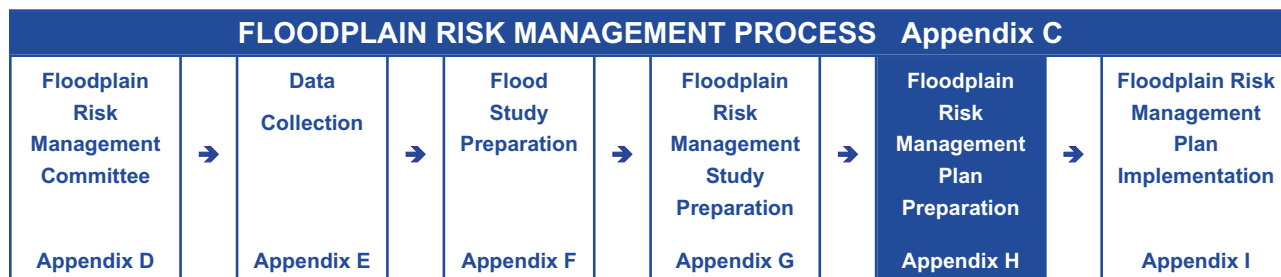 FLOODPLAIN RISK MANAGEMENT PROCESS Appendix C
Floodplain
Risk
Management
Committee
Appendix D
➔
Data
Collection
Appendix E
➔
Flood
Study
Preparation
Appendix F
➔
Floodplain
Risk
Management
Study
Preparation
Appendix G
➔
Floodplain
Risk
Management
Plan
Preparation
Appendix H
➔
Floodplain Risk
Management
Plan
Implementation
Appendix I